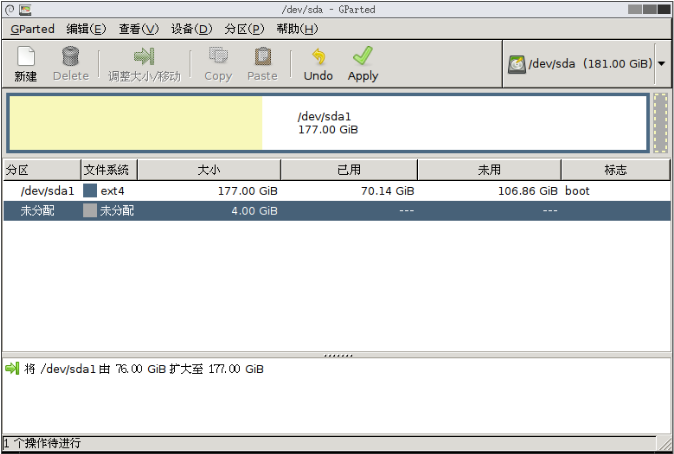 /dev/sda - GParted
GParted 编辑(E) 查看(V) 设备(D) 分区(P) 帮助(H)
新建 Delete 调整大小/移动 Copy Paste Undo Apply /dev/sda (181.00 GiB)
/dev/sda1
177.00 GiB
分区 文件系统 大小 已用 未用 标志
/dev/sda1 ext4 177.00 GiB 70.14 GiB 106.86 GiB boot
未分配 未分配 4.00 GiB --- ---
将 /dev/sda1 由 76.00 GiB 扩大至 177.00 GiB
1 个操作待进行